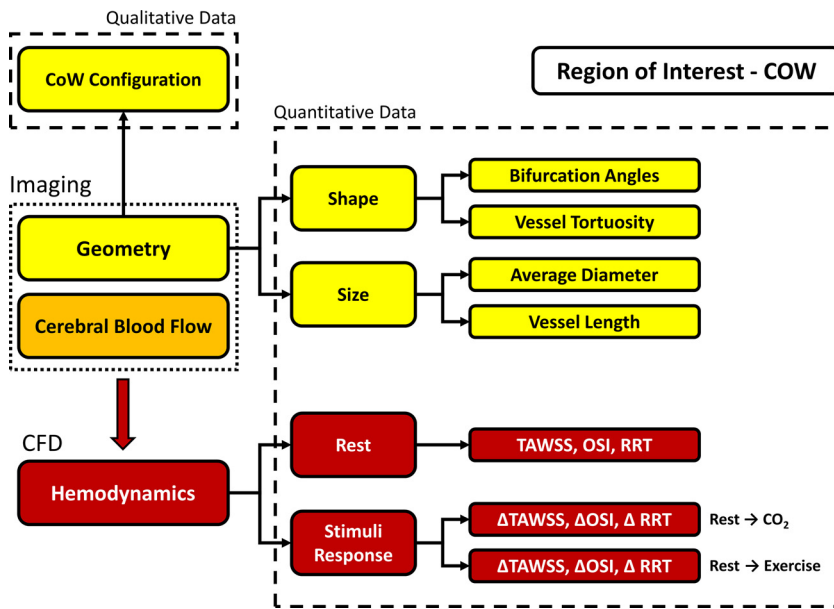 Qualitative Data
CoW Configuration
Region of Interest - COW
Quantitative Data
Imaging
Geometry
Cerebral Blood Flow
Shape
Bifurcation Angles
Vessel Tortuosity
Size
Average Diameter
Vessel Length
CFD
Hemodynamics
Rest
TAWSS, OSI, RRT
Stimuli
Response
ΔTAWSS, ΔOSI, Δ RRT
Rest → CO₂
ΔTAWSS, ΔOSI, Δ RRT
Rest → Exercise